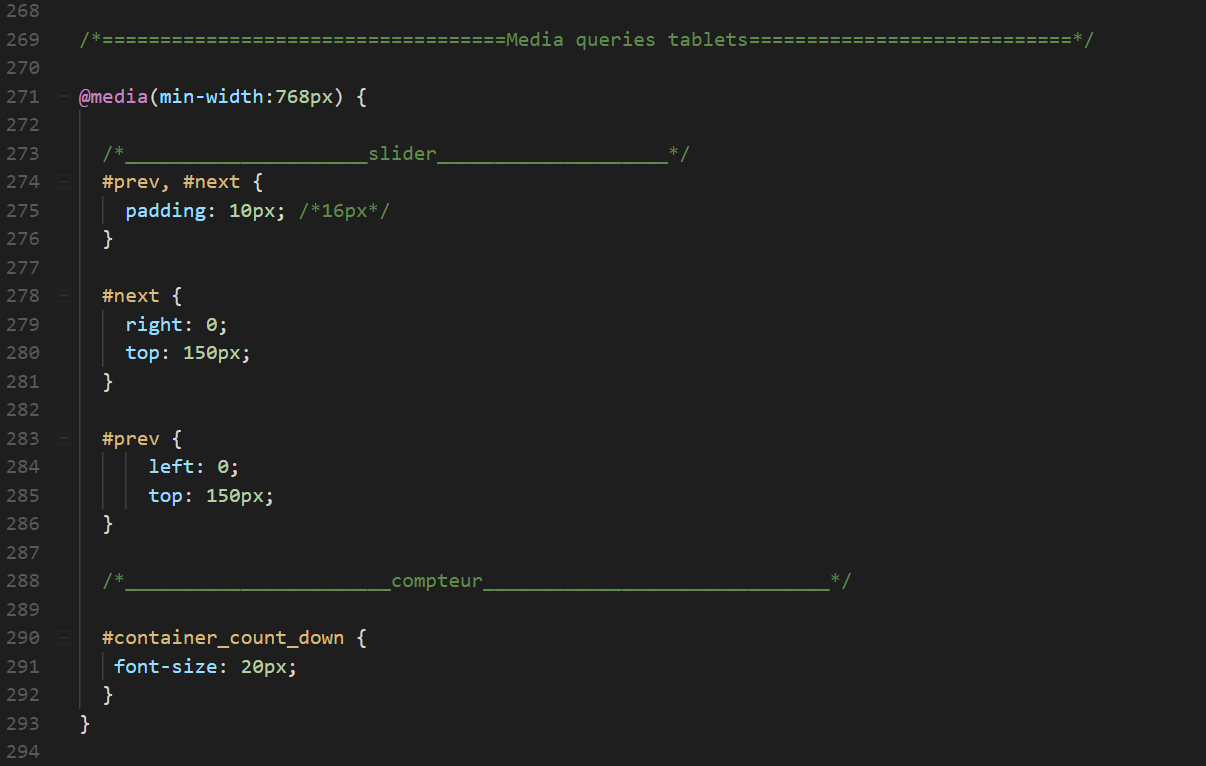 268
269 /*===================================Media queries tablets============================*/
270
271 @media(min-width:768px) {
272
273 /*_____________________slider____________________*/
274 #prev, #next {
275 padding: 10px; /*16px*/
276 }
277
278 #next {
279 right: 0;
280 top: 150px;
281 }
282
283 #prev {
284 left: 0;
285 top: 150px;
286 }
287
288 /*_______________________compteur______________________________*/
289
290 #container_count_down {
291 font-size: 20px;
292 }
293 }
294